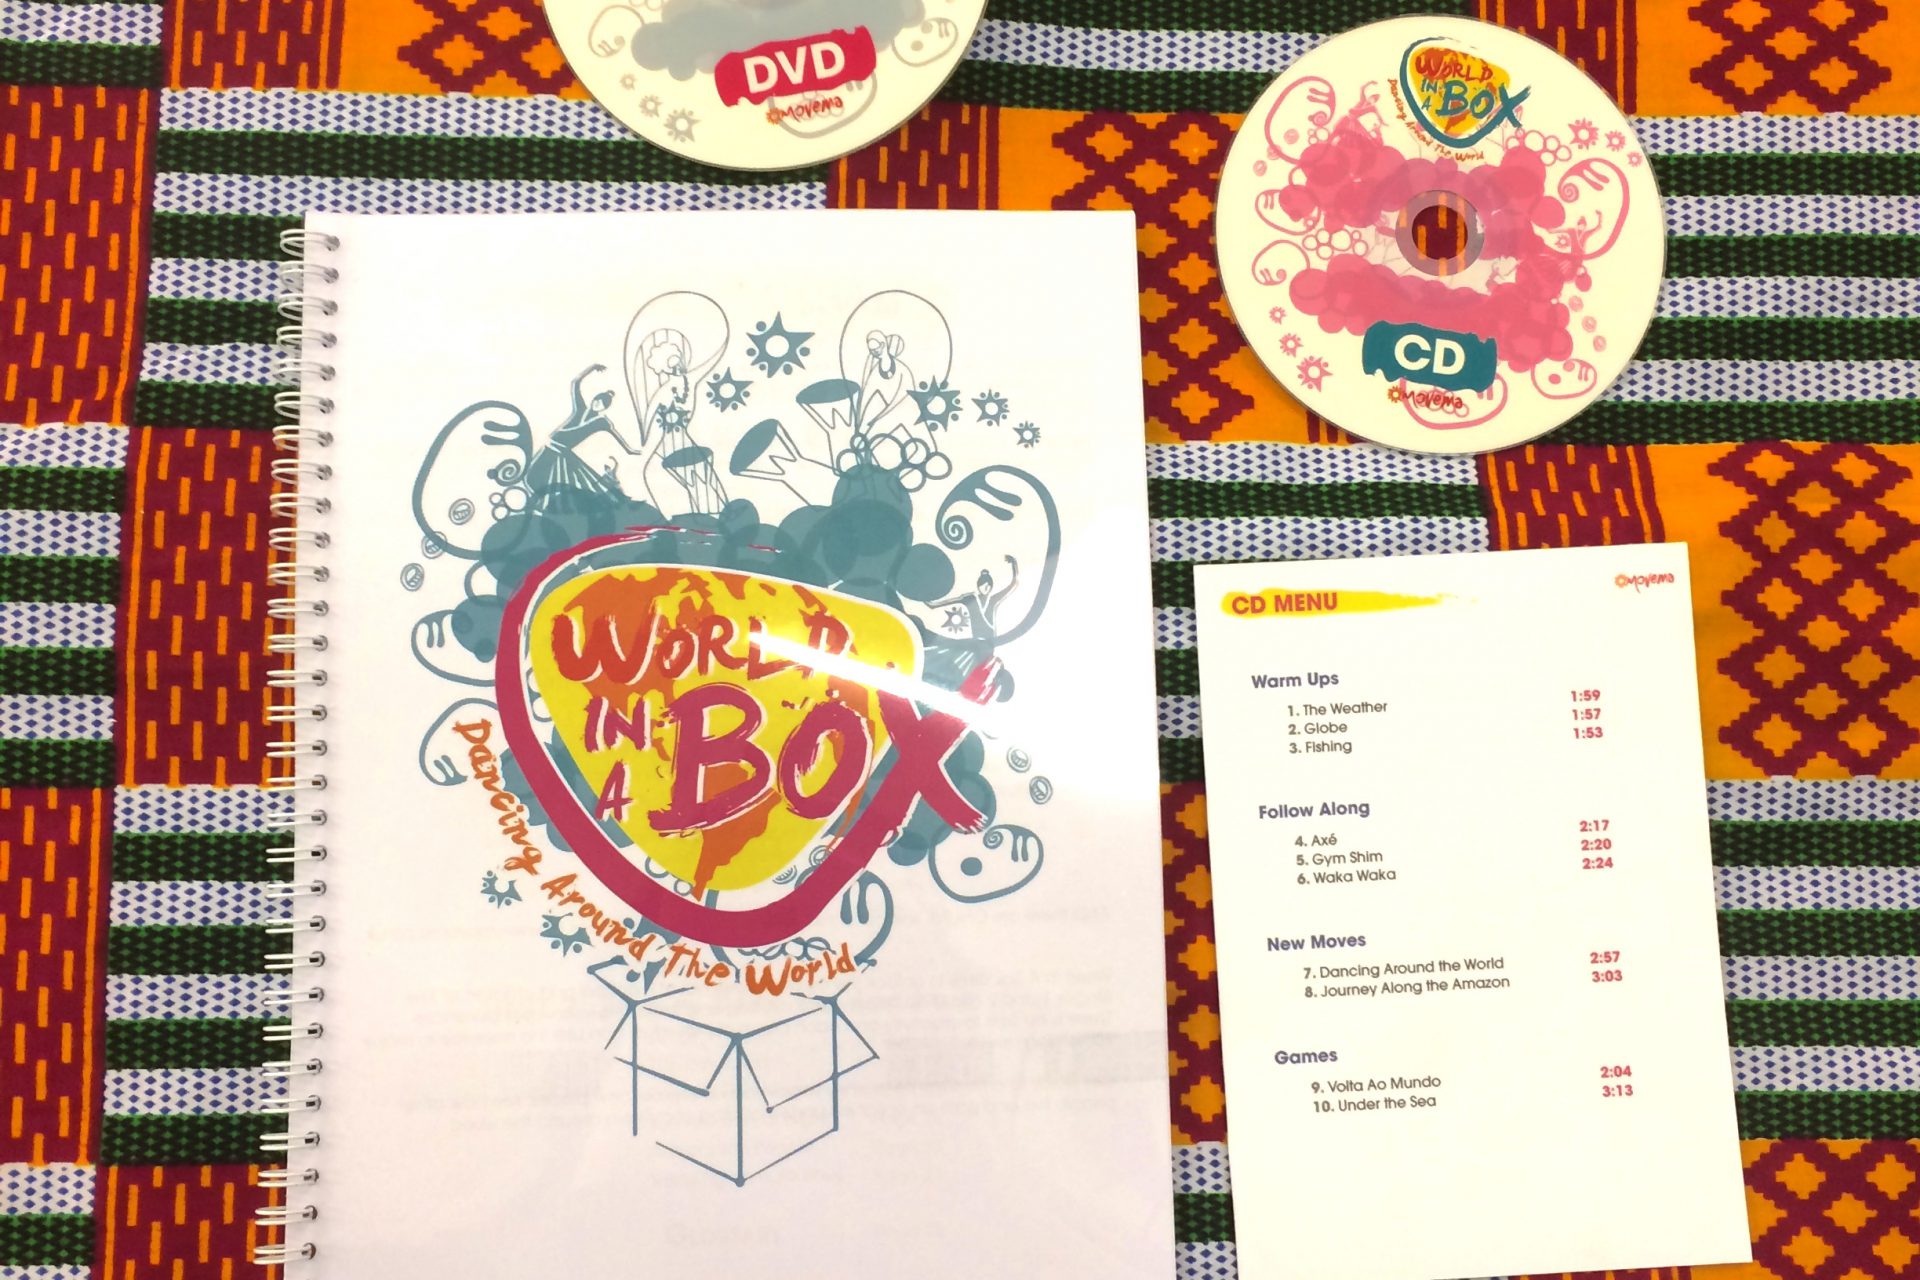 DVD
Movema
WORLD
IN
A BOX
Dancing Around The World
CD
Movema
WORLD
IN
A BOX
Dancing Around The World
CD MENU
Movema
Warm Ups
1. The Weather 1:59
2. Globe 1:57
3. Fishing 1:53
Follow Along
4. Axé 2:17
5. Gym Shim 2:20
6. Waka Waka 2:24
New Moves
7. Dancing Around the World 2:57
8. Journey Along the Amazon 3:03
Games
9. Volta Ao Mundo 2:04
10. Under the Sea 3:13